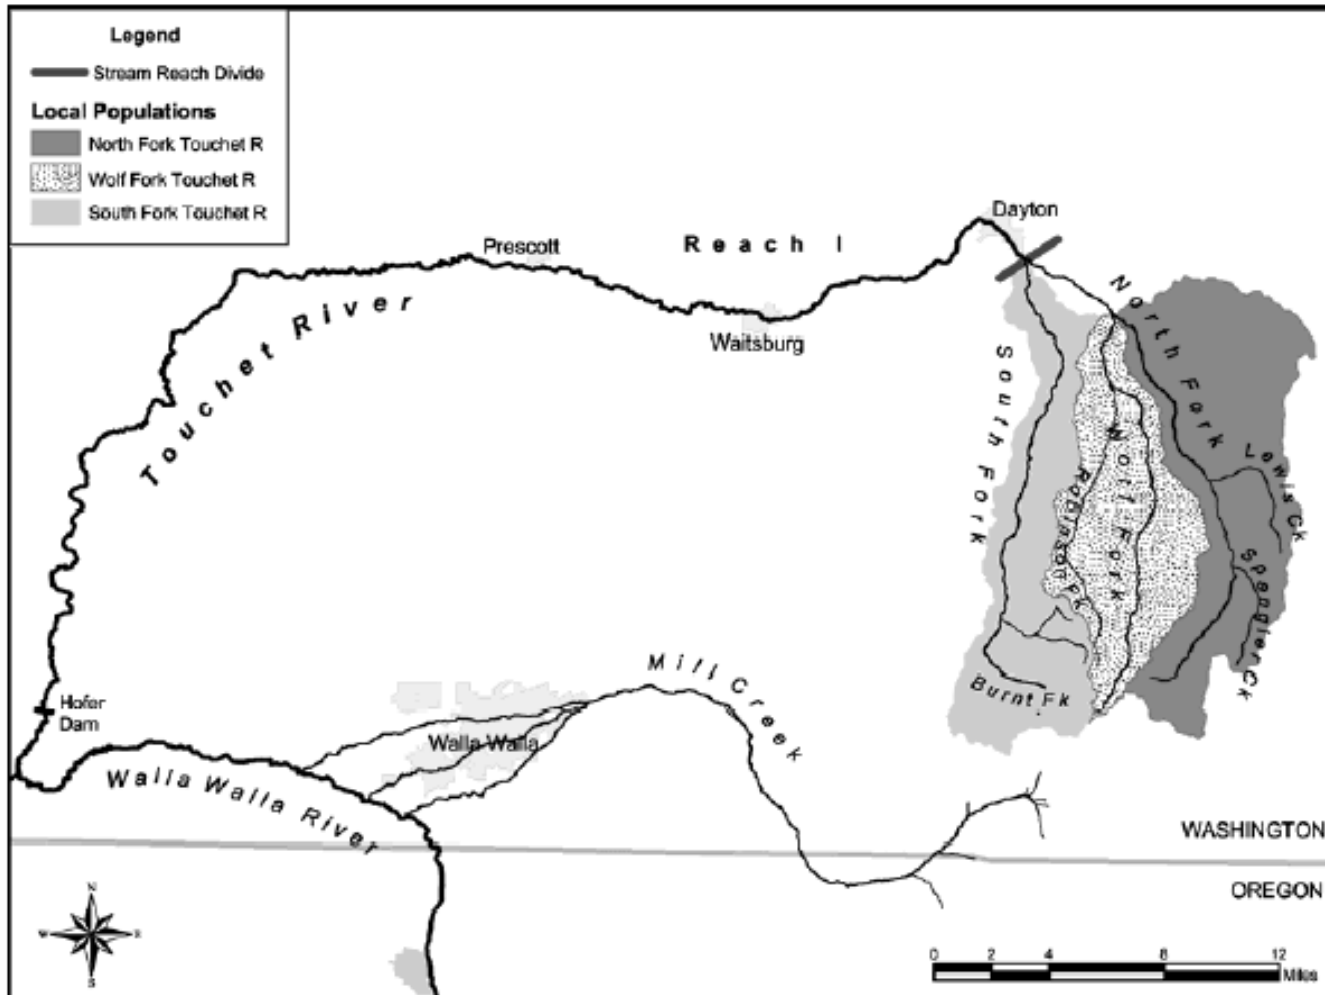 Legend
Stream Reach Divide
Local Populations
North Fork Touchet R
Wolf Fork Touchet R
South Fork Touchet R
Dayton
Prescott
Reach I
Waitsburg
Touchet River
North Fork
South Fork
Wolf Fork
Robinson Fk
Lewis Ck
Spangler Ck
Burnt Fk
Mill Creek
Hofer
Dam
Walla Walla
Walla Walla River
WASHINGTON
OREGON
N
W
E
S
0 2 4 8 12
Miles